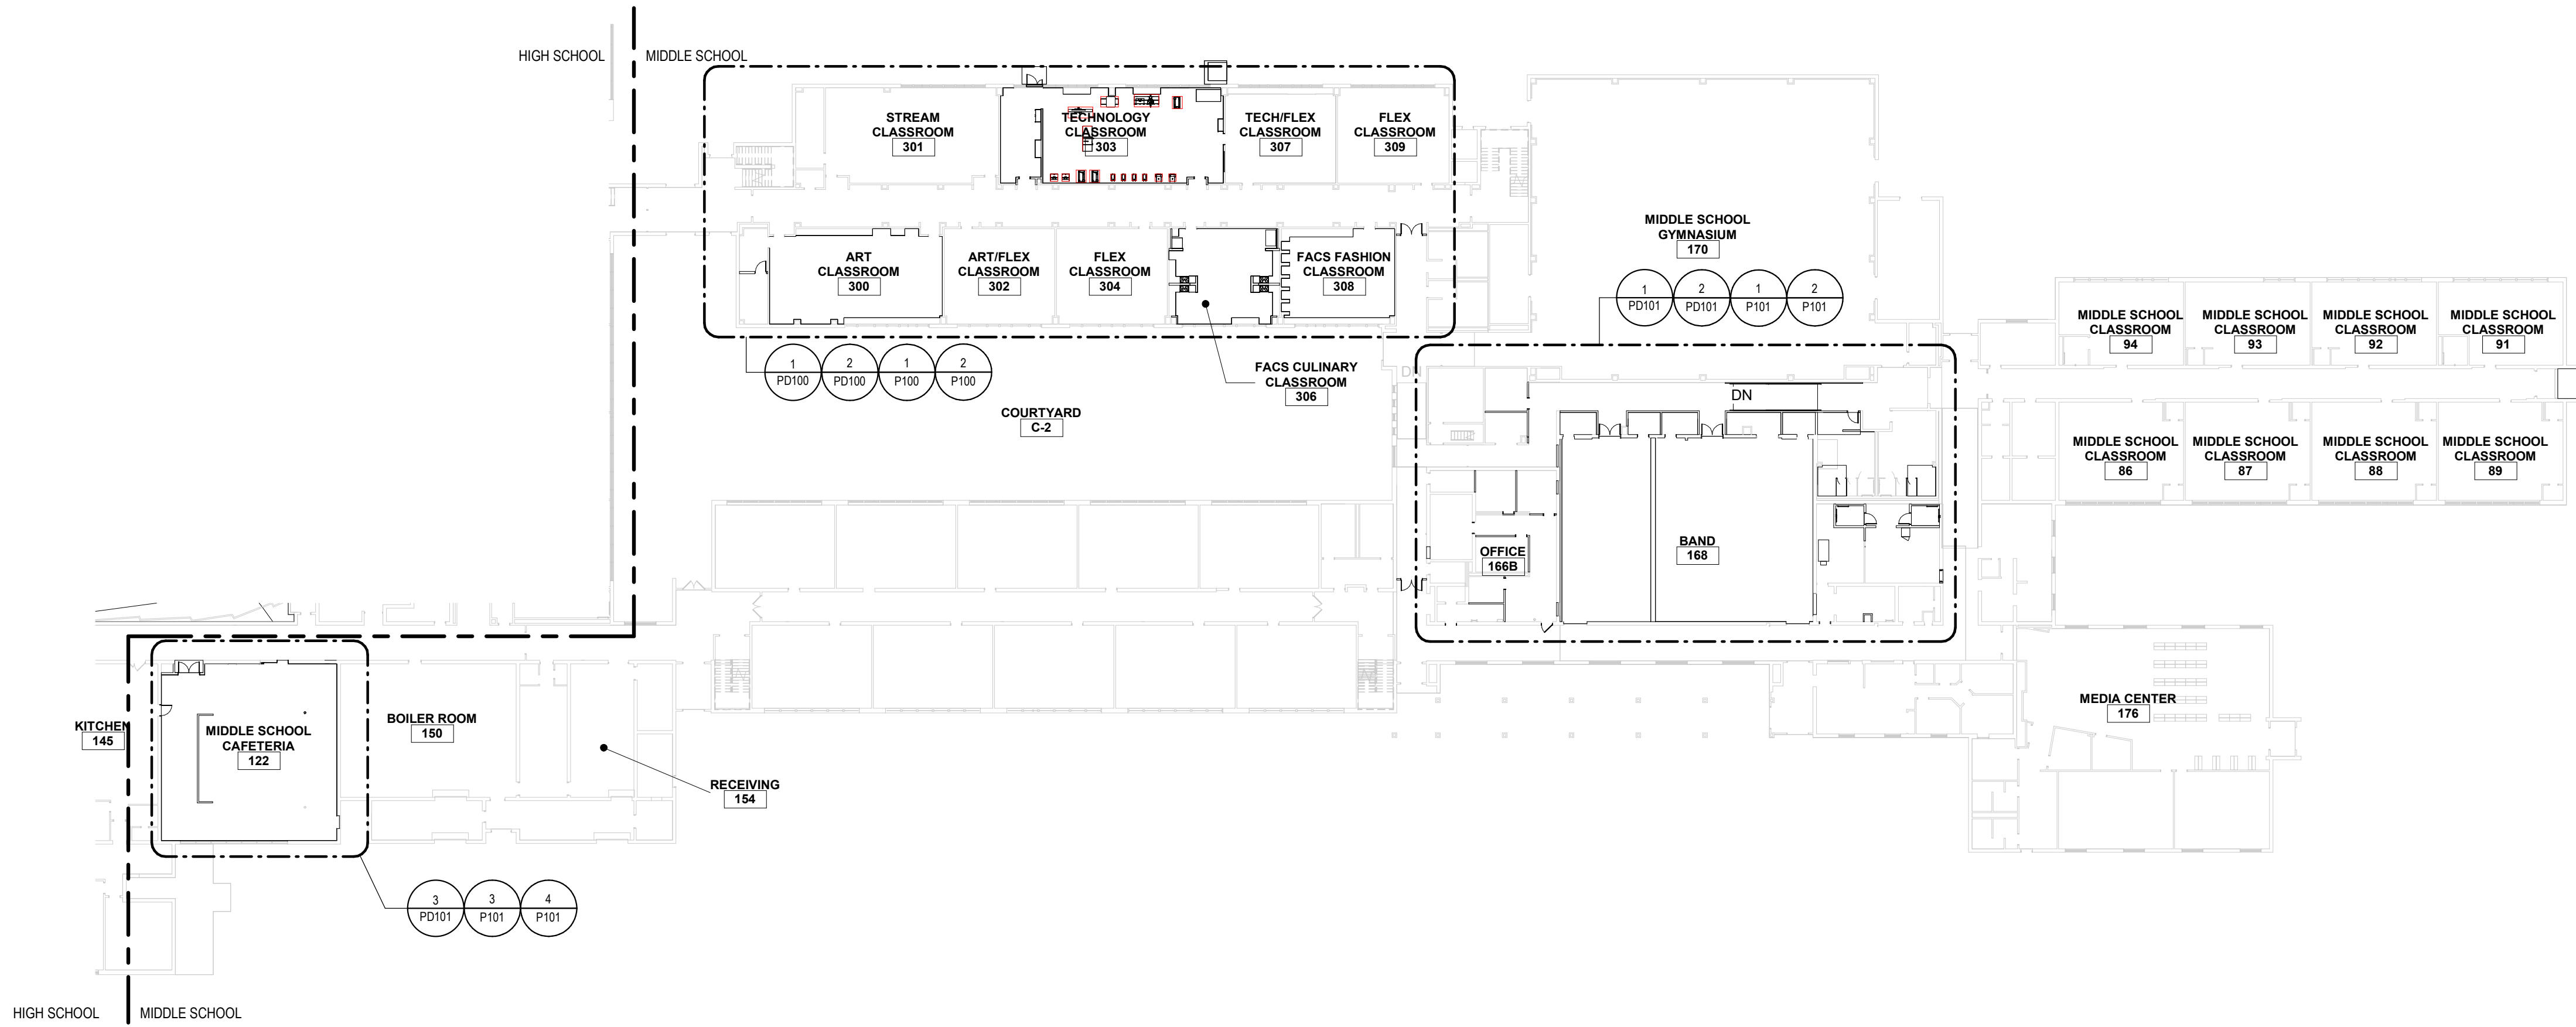 HIGH SCHOOL
MIDDLE SCHOOL
STREAM
CLASSROOM
301
TECHNOLOGY
CLASSROOM
303
TECH/FLEX
CLASSROOM
307
FLEX
CLASSROOM
309
ART
CLASSROOM
300
ART/FLEX
CLASSROOM
302
FLEX
CLASSROOM
304
FACS FASHION
CLASSROOM
308
MIDDLE SCHOOL
GYMNASIUM
170
1
PD101
2
PD101
1
P101
2
P101
MIDDLE SCHOOL
CLASSROOM
94
MIDDLE SCHOOL
CLASSROOM
93
MIDDLE SCHOOL
CLASSROOM
92
MIDDLE SCHOOL
CLASSROOM
91
1
PD100
2
PD100
1
P100
2
P100
FACS CULINARY
CLASSROOM
306
DN
DN
COURTYARD
C-2
MIDDLE SCHOOL
CLASSROOM
86
MIDDLE SCHOOL
CLASSROOM
87
MIDDLE SCHOOL
CLASSROOM
88
MIDDLE SCHOOL
CLASSROOM
89
OFFICE
166B
BAND
168
KITCHEN
145
MIDDLE SCHOOL
CAFETERIA
122
BOILER ROOM
150
RECEIVING
154
MEDIA CENTER
176
3
PD101
3
P101
4
P101
HIGH SCHOOL
MIDDLE SCHOOL